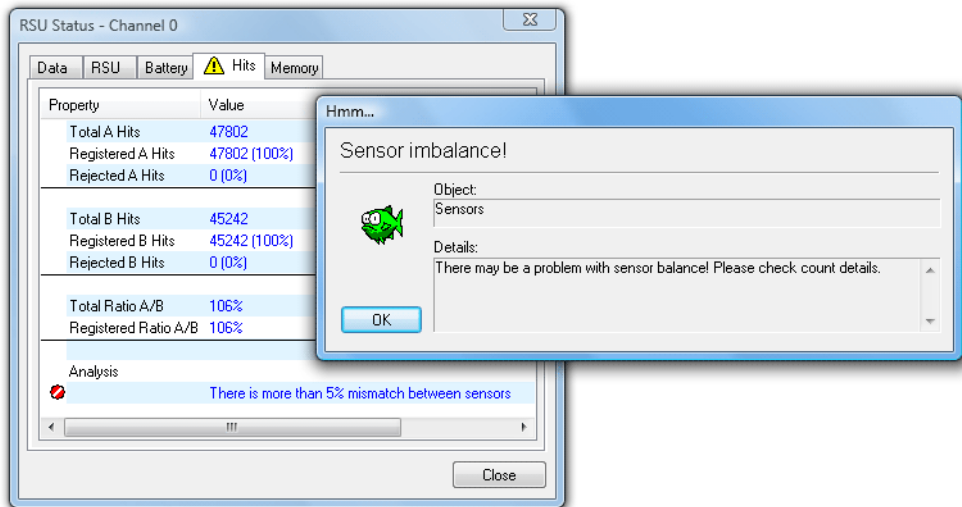 RSU Status - Channel 0
Data RSU Battery Hits Memory
Property Value
Total A Hits 47802
Registered A Hits 47802 (100%)
Rejected A Hits 0 (0%)
Total B Hits 45242
Registered B Hits 45242 (100%)
Rejected B Hits 0 (0%)
Total Ratio A/B 106%
Registered Ratio A/B 106%
Analysis
There is more than 5% mismatch between sensors
Close
Hmm...
Sensor imbalance!
Object:
Sensors
Details:
There may be a problem with sensor balance! Please check count details.
OK